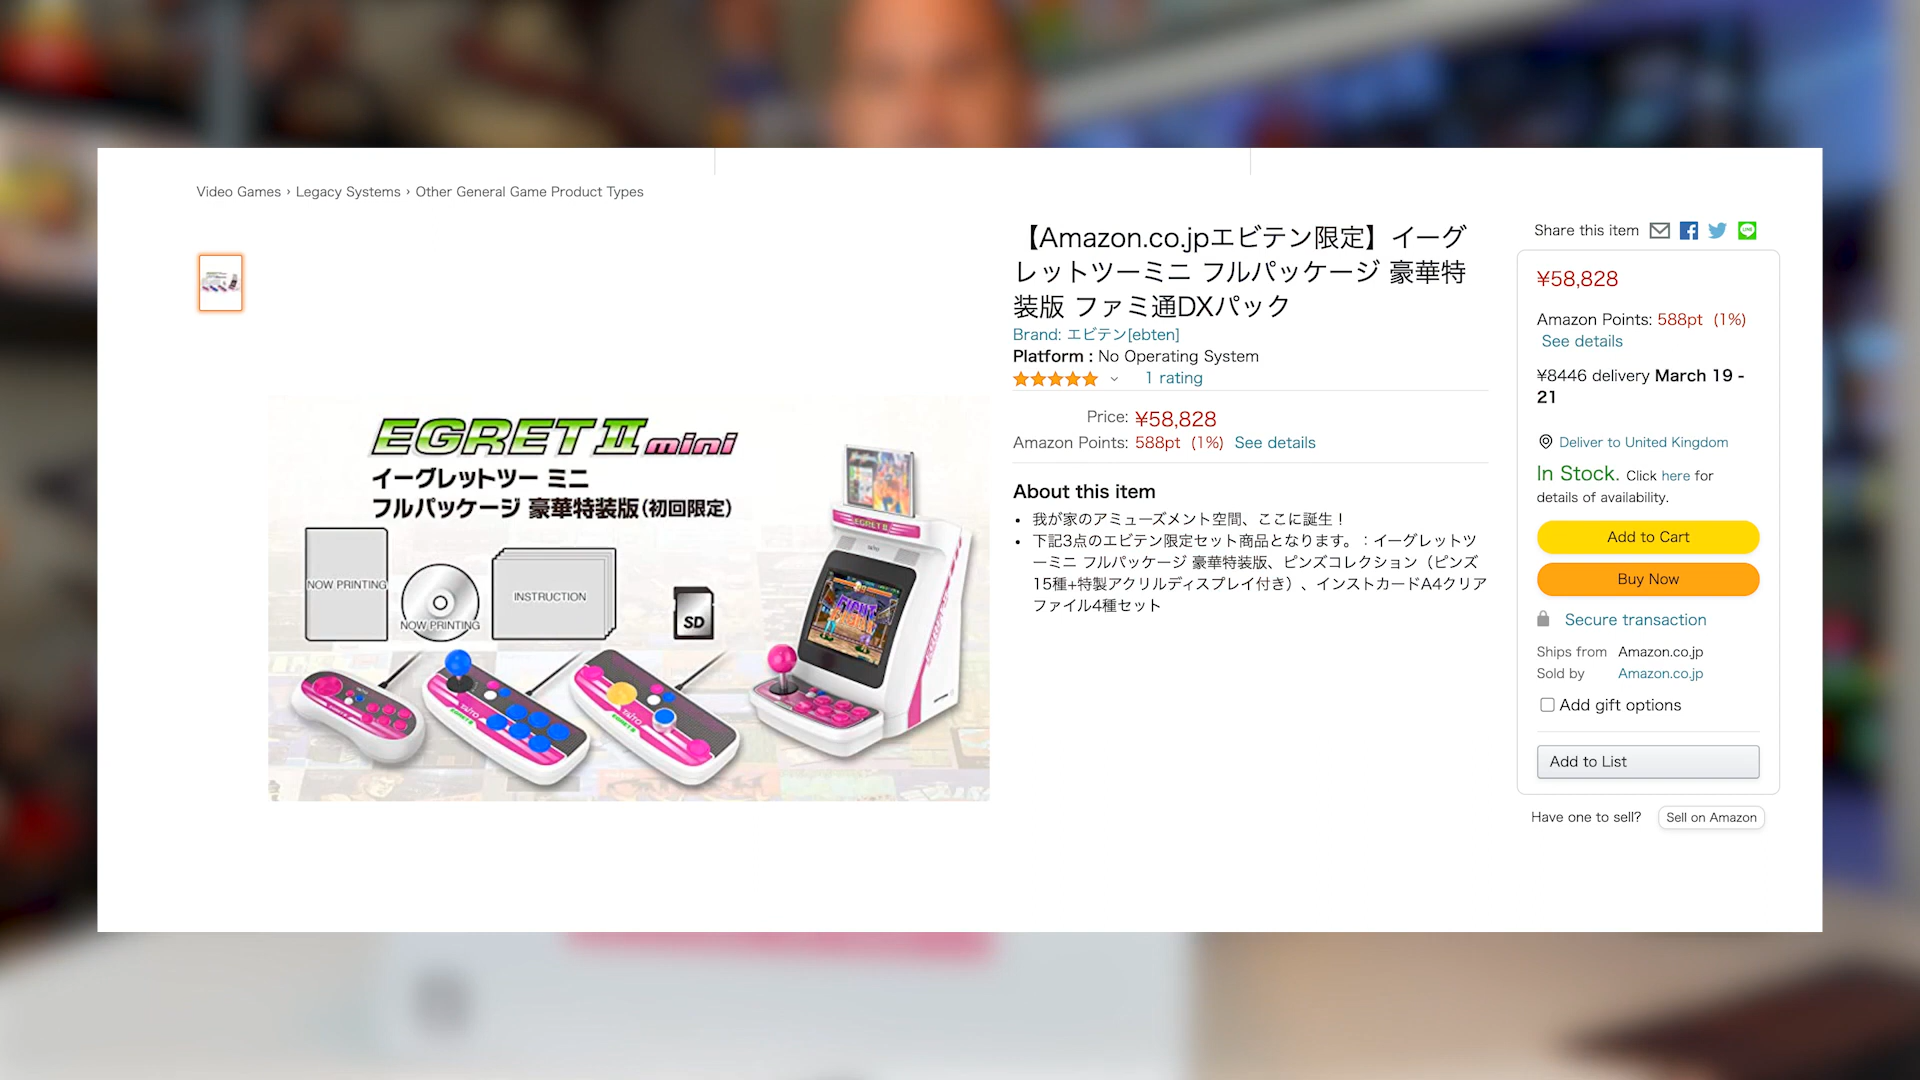 Video Games › Legacy Systems › Other General Game Product Types
【Amazon.co.jpエビテン限定】イーグ
レットツーミニ フルパッケージ 豪華特
装版 ファミ通DXパック
Brand: エビテン[ebten]
Platform : No Operating System
1 rating
Price: ¥58,828
Amazon Points: 588pt (1%) See details
About this item
• 我が家のアミューズメント空間、ここに誕生！
• 下記3点のエビテン限定セット商品となります。：イーグレットツ
ーミニ フルパッケージ 豪華特装版、ピンズコレクション（ピンズ
15種+特製アクリルディスプレイ付き）、インストカードA4クリア
ファイル4種セット
EGRET II mini
イーグレットツー ミニ
フルパッケージ 豪華特装版(初回限定)
NOW PRINTING
NOW PRINTING
INSTRUCTION
SD
EGRET II
TAITO
FINAL FIGHT
TAITO
EGRET II
TAITO
EGRET II
Share this item
¥58,828
Amazon Points: 588pt (1%)
See details
¥8446 delivery March 19 -
21
Deliver to United Kingdom
In Stock. Click here for
details of availability.
Add to Cart
Buy Now
Secure transaction
Ships from Amazon.co.jp
Sold by Amazon.co.jp
Add gift options
Add to List
Have one to sell? Sell on Amazon